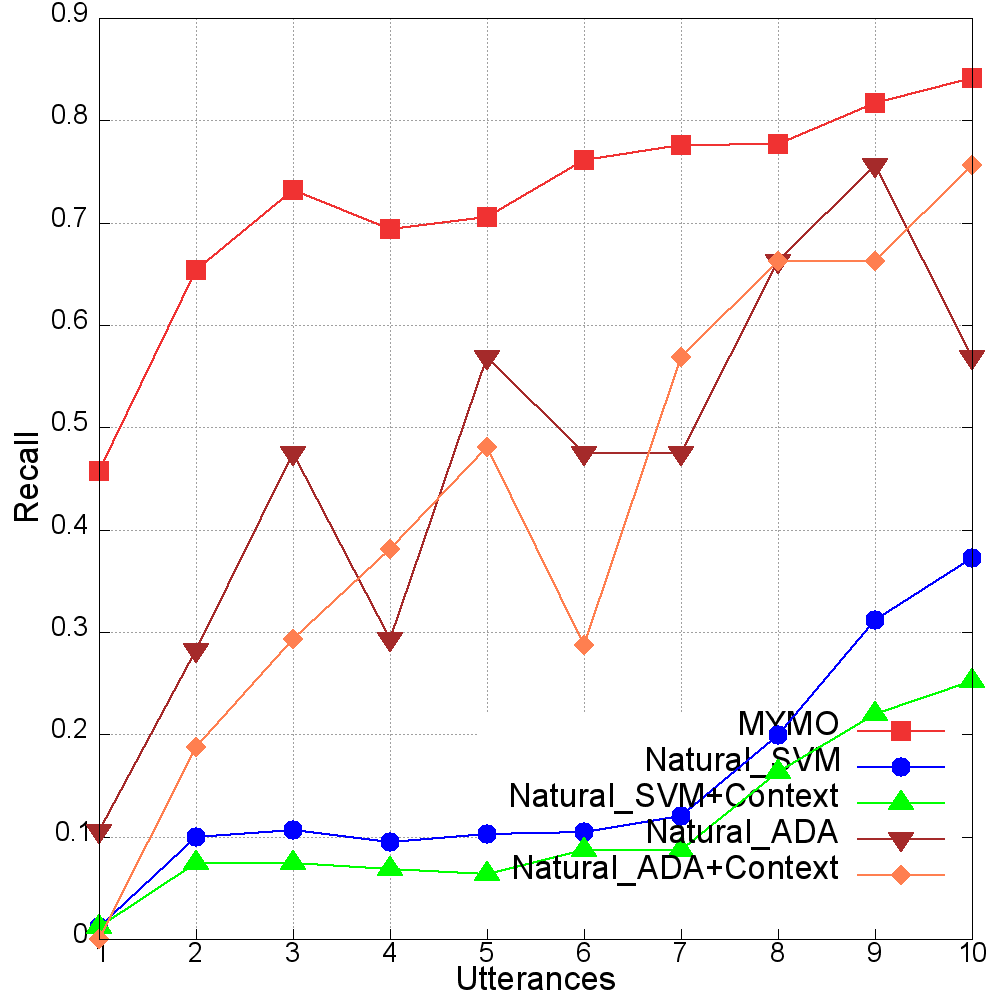 0.9
0.8
0.7
0.6
0.5
0.4
0.3
0.2
0.1
0
Recall
MYMO
Natural_SVM
Natural_SVM+Context
Natural_ADA
Natural_ADA+Context
1 2 3 4 5 6 7 8 9 10
Utterances